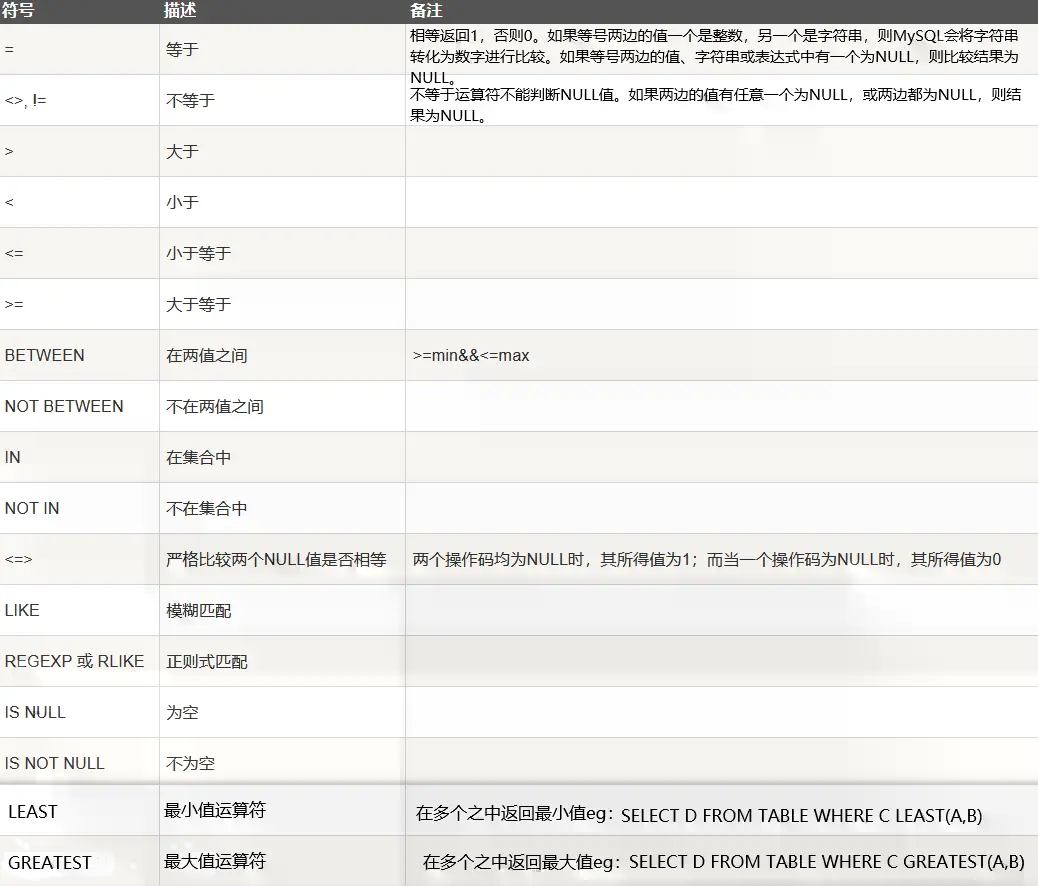 符号 描述 备注
= 等于 相等返回1，否则0。如果等号两边的值一个是整数，另一个是字符串，则MySQL会将字符串
转化为数字进行比较。如果等号两边的值、字符串或表达式中有一个为NULL，则比较结果为
NULL。
<>, != 不等于 不等于运算符不能判断NULL值。如果两边的值有任意一个为NULL，或两边都为NULL，则结
果为NULL。
> 大于
< 小于
<= 小于等于
>= 大于等于
BETWEEN 在两值之间 >=min&&<=max
NOT BETWEEN 不在两值之间
IN 在集合中
NOT IN 不在集合中
<=> 严格比较两个NULL值是否相等 两个操作码均为NULL时，其所得值为1；而当一个操作码为NULL时，其所得值为0
LIKE 模糊匹配
REGEXP 或 RLIKE 正则式匹配
IS NULL 为空
IS NOT NULL 不为空
LEAST 最小值运算符 在多个之中返回最小值eg：SELECT D FROM TABLE WHERE C LEAST(A,B)
GREATEST 最大值运算符 在多个之中返回最大值eg：SELECT D FROM TABLE WHERE C GREATEST(A,B)